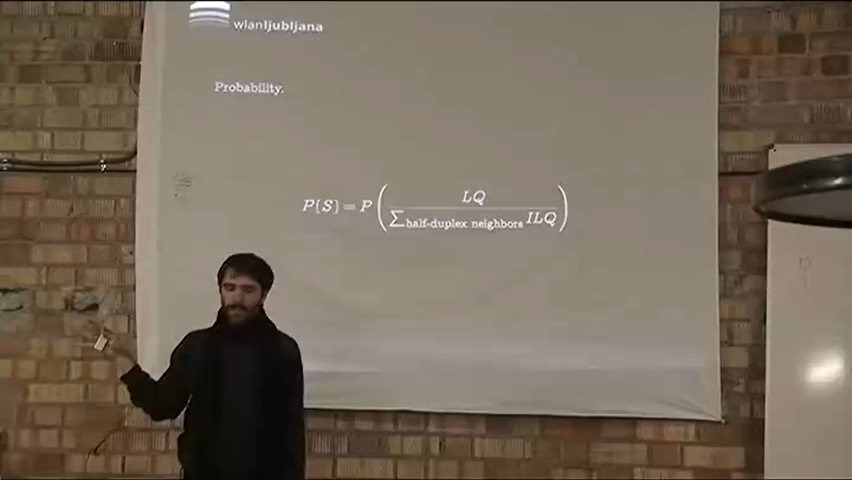 wlanljubljana
Probability.
P(S) = P ( LQ / ∑half-duplex neighbors ILQ )